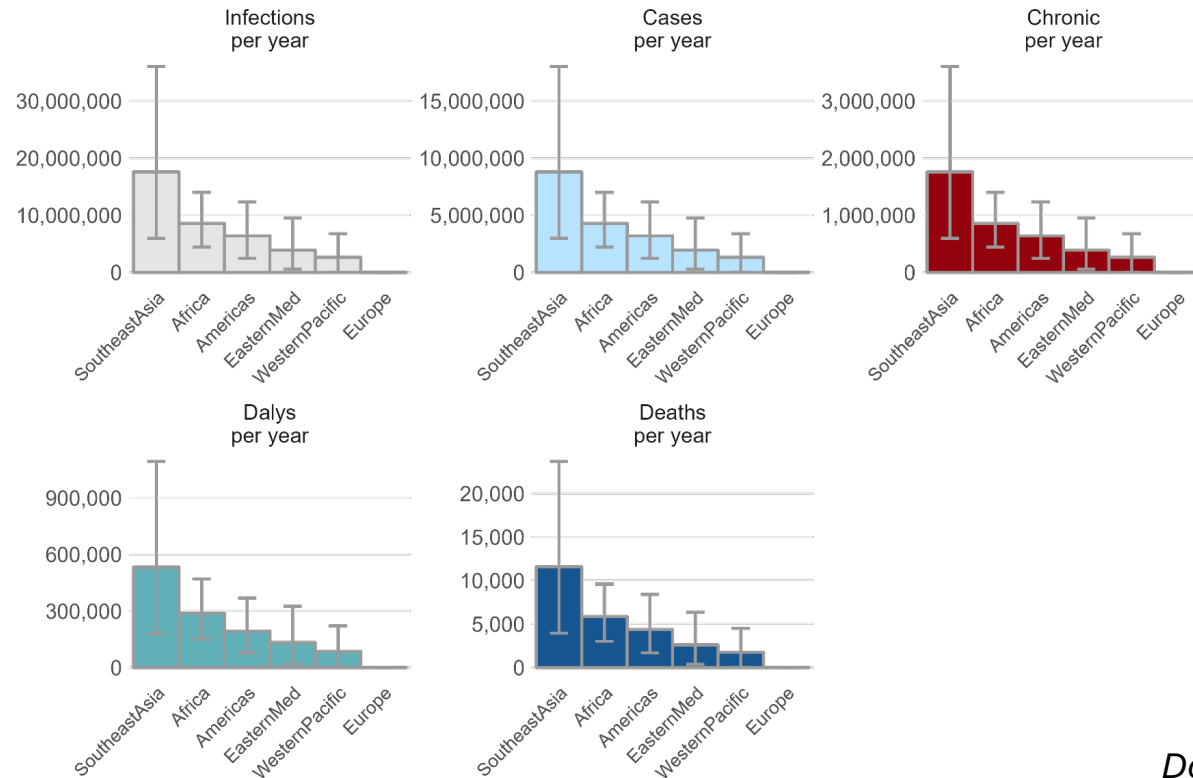 Infections
per year
30,000,000
20,000,000
10,000,000
0
SoutheastAsia
Africa
Americas
EasternMed
WesternPacific
Europe
Cases
per year
15,000,000
10,000,000
5,000,000
0
SoutheastAsia
Africa
Americas
EasternMed
WesternPacific
Europe
Chronic
per year
3,000,000
2,000,000
1,000,000
0
SoutheastAsia
Africa
Americas
EasternMed
WesternPacific
Europe
Dalys
per year
900,000
600,000
300,000
0
SoutheastAsia
Africa
Americas
EasternMed
WesternPacific
Europe
Deaths
per year
20,000
15,000
10,000
5,000
0
SoutheastAsia
Africa
Americas
EasternMed
WesternPacific
Europe